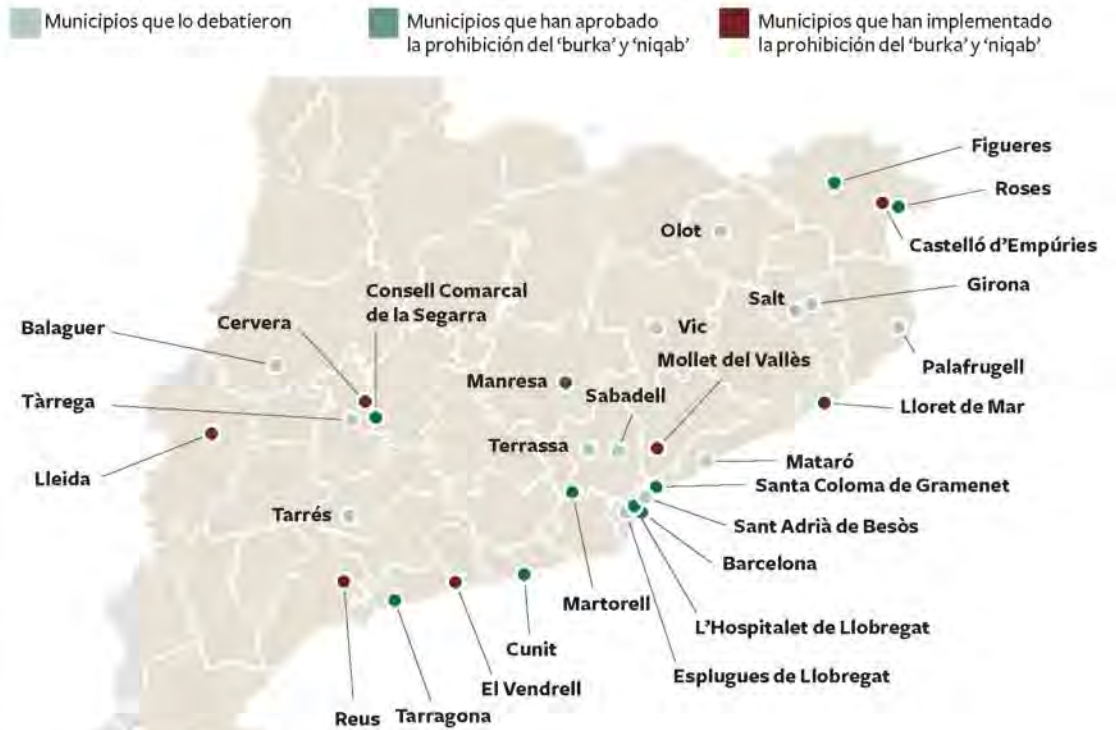 Municipios que lo debatieron
Municipios que han aprobado
la prohibición del ‘burka’ y ‘niqab’
Municipios que han implementado
la prohibición del ‘burka’ y ‘niqab’
Figueres
Roses
Olot
Castelló d’Empúries
Girona
Salt
Consell Comarcal
de la Segarra
Cervera
Balaguer
Vic
Mollet del Vallès
Palafrugell
Manresa
Sabadell
Tàrrega
Lloret de Mar
Terrassa
Mataró
Lleida
Santa Coloma de Gramenet
Tarrés
Sant Adrià de Besòs
Barcelona
Martorell
L’Hospitalet de Llobregat
Cunit
Esplugues de Llobregat
El Vendrell
Reus
Tarragona